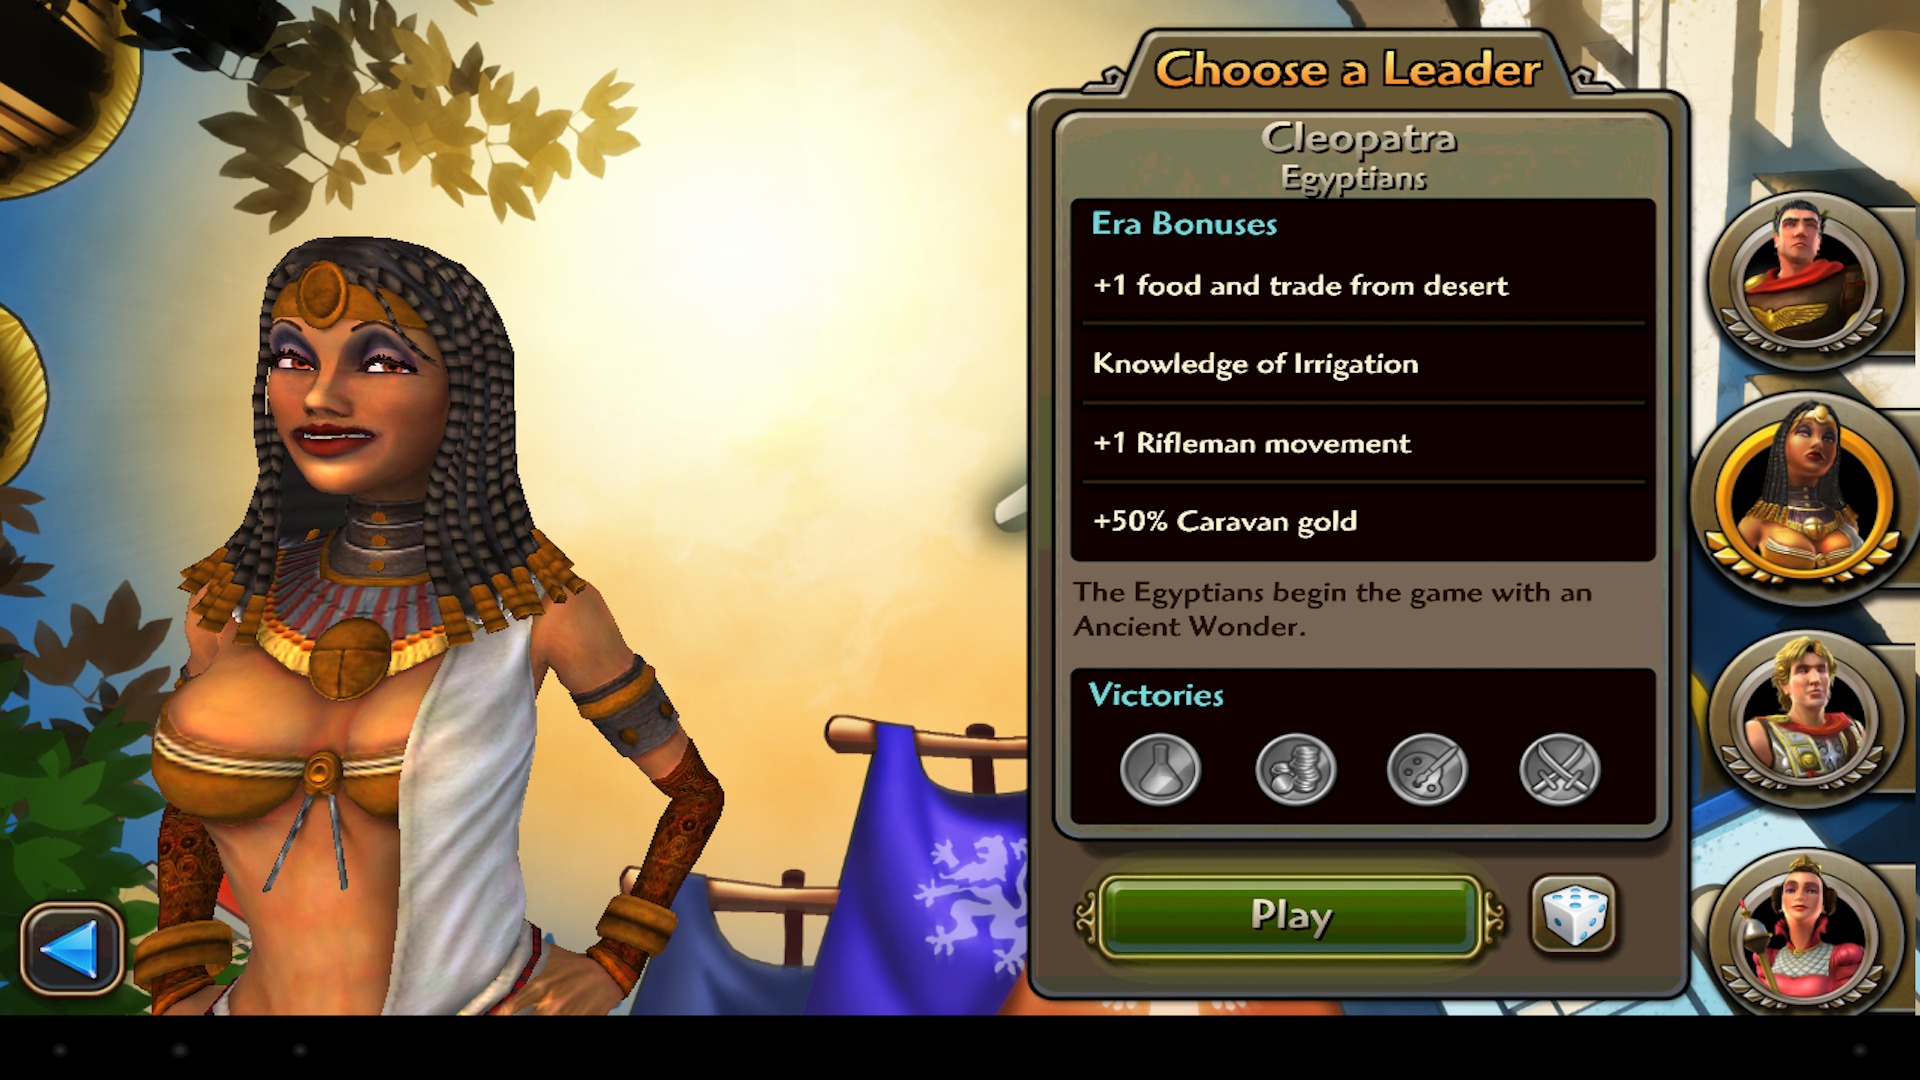 Choose a Leader
Cleopatra
Egyptians
Era Bonuses
+1 food and trade from desert
Knowledge of Irrigation
+1 Rifleman movement
+50% Caravan gold
The Egyptians begin the game with an
Ancient Wonder.
Victories
Play